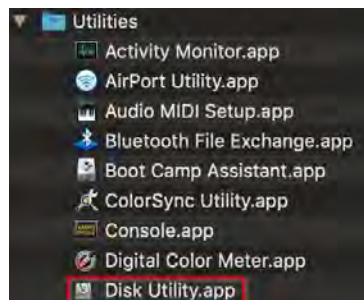 Utilities
Activity Monitor.app
AirPort Utility.app
Audio MIDI Setup.app
Bluetooth File Exchange.app
Boot Camp Assistant.app
ColorSync Utility.app
Console.app
Digital Color Meter.app
Disk Utility.app